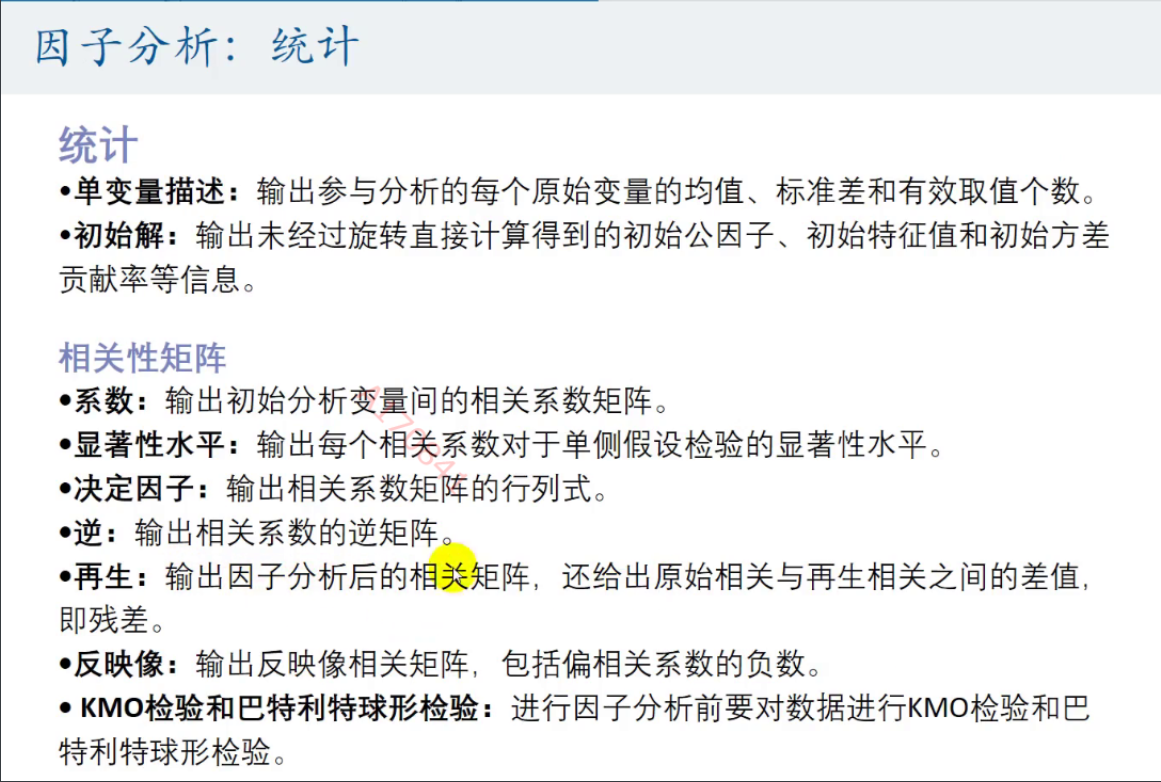 因子分析：统计
统计
•单变量描述：输出参与分析的每个原始变量的均值、标准差和有效取值个数。
•初始解：输出未经过旋转直接计算得到的初始公因子、初始特征值和初始方差
贡献率等信息。
相关性矩阵
•系数：输出初始分析变量间的相关系数矩阵。
•显著性水平：输出每个相关系数对于单侧假设检验的显著性水平。
•决定因子：输出相关系数矩阵的行列式。
•逆：输出相关系数的逆矩阵。
•再生：输出因子分析后的相关矩阵，还给出原始相关与再生相关之间的差值，
即残差。
•反映像：输出反映像相关矩阵，包括偏相关系数的负数。
• KMO检验和巴特利特球形检验：进行因子分析前要对数据进行KMO检验和巴
特利特球形检验。